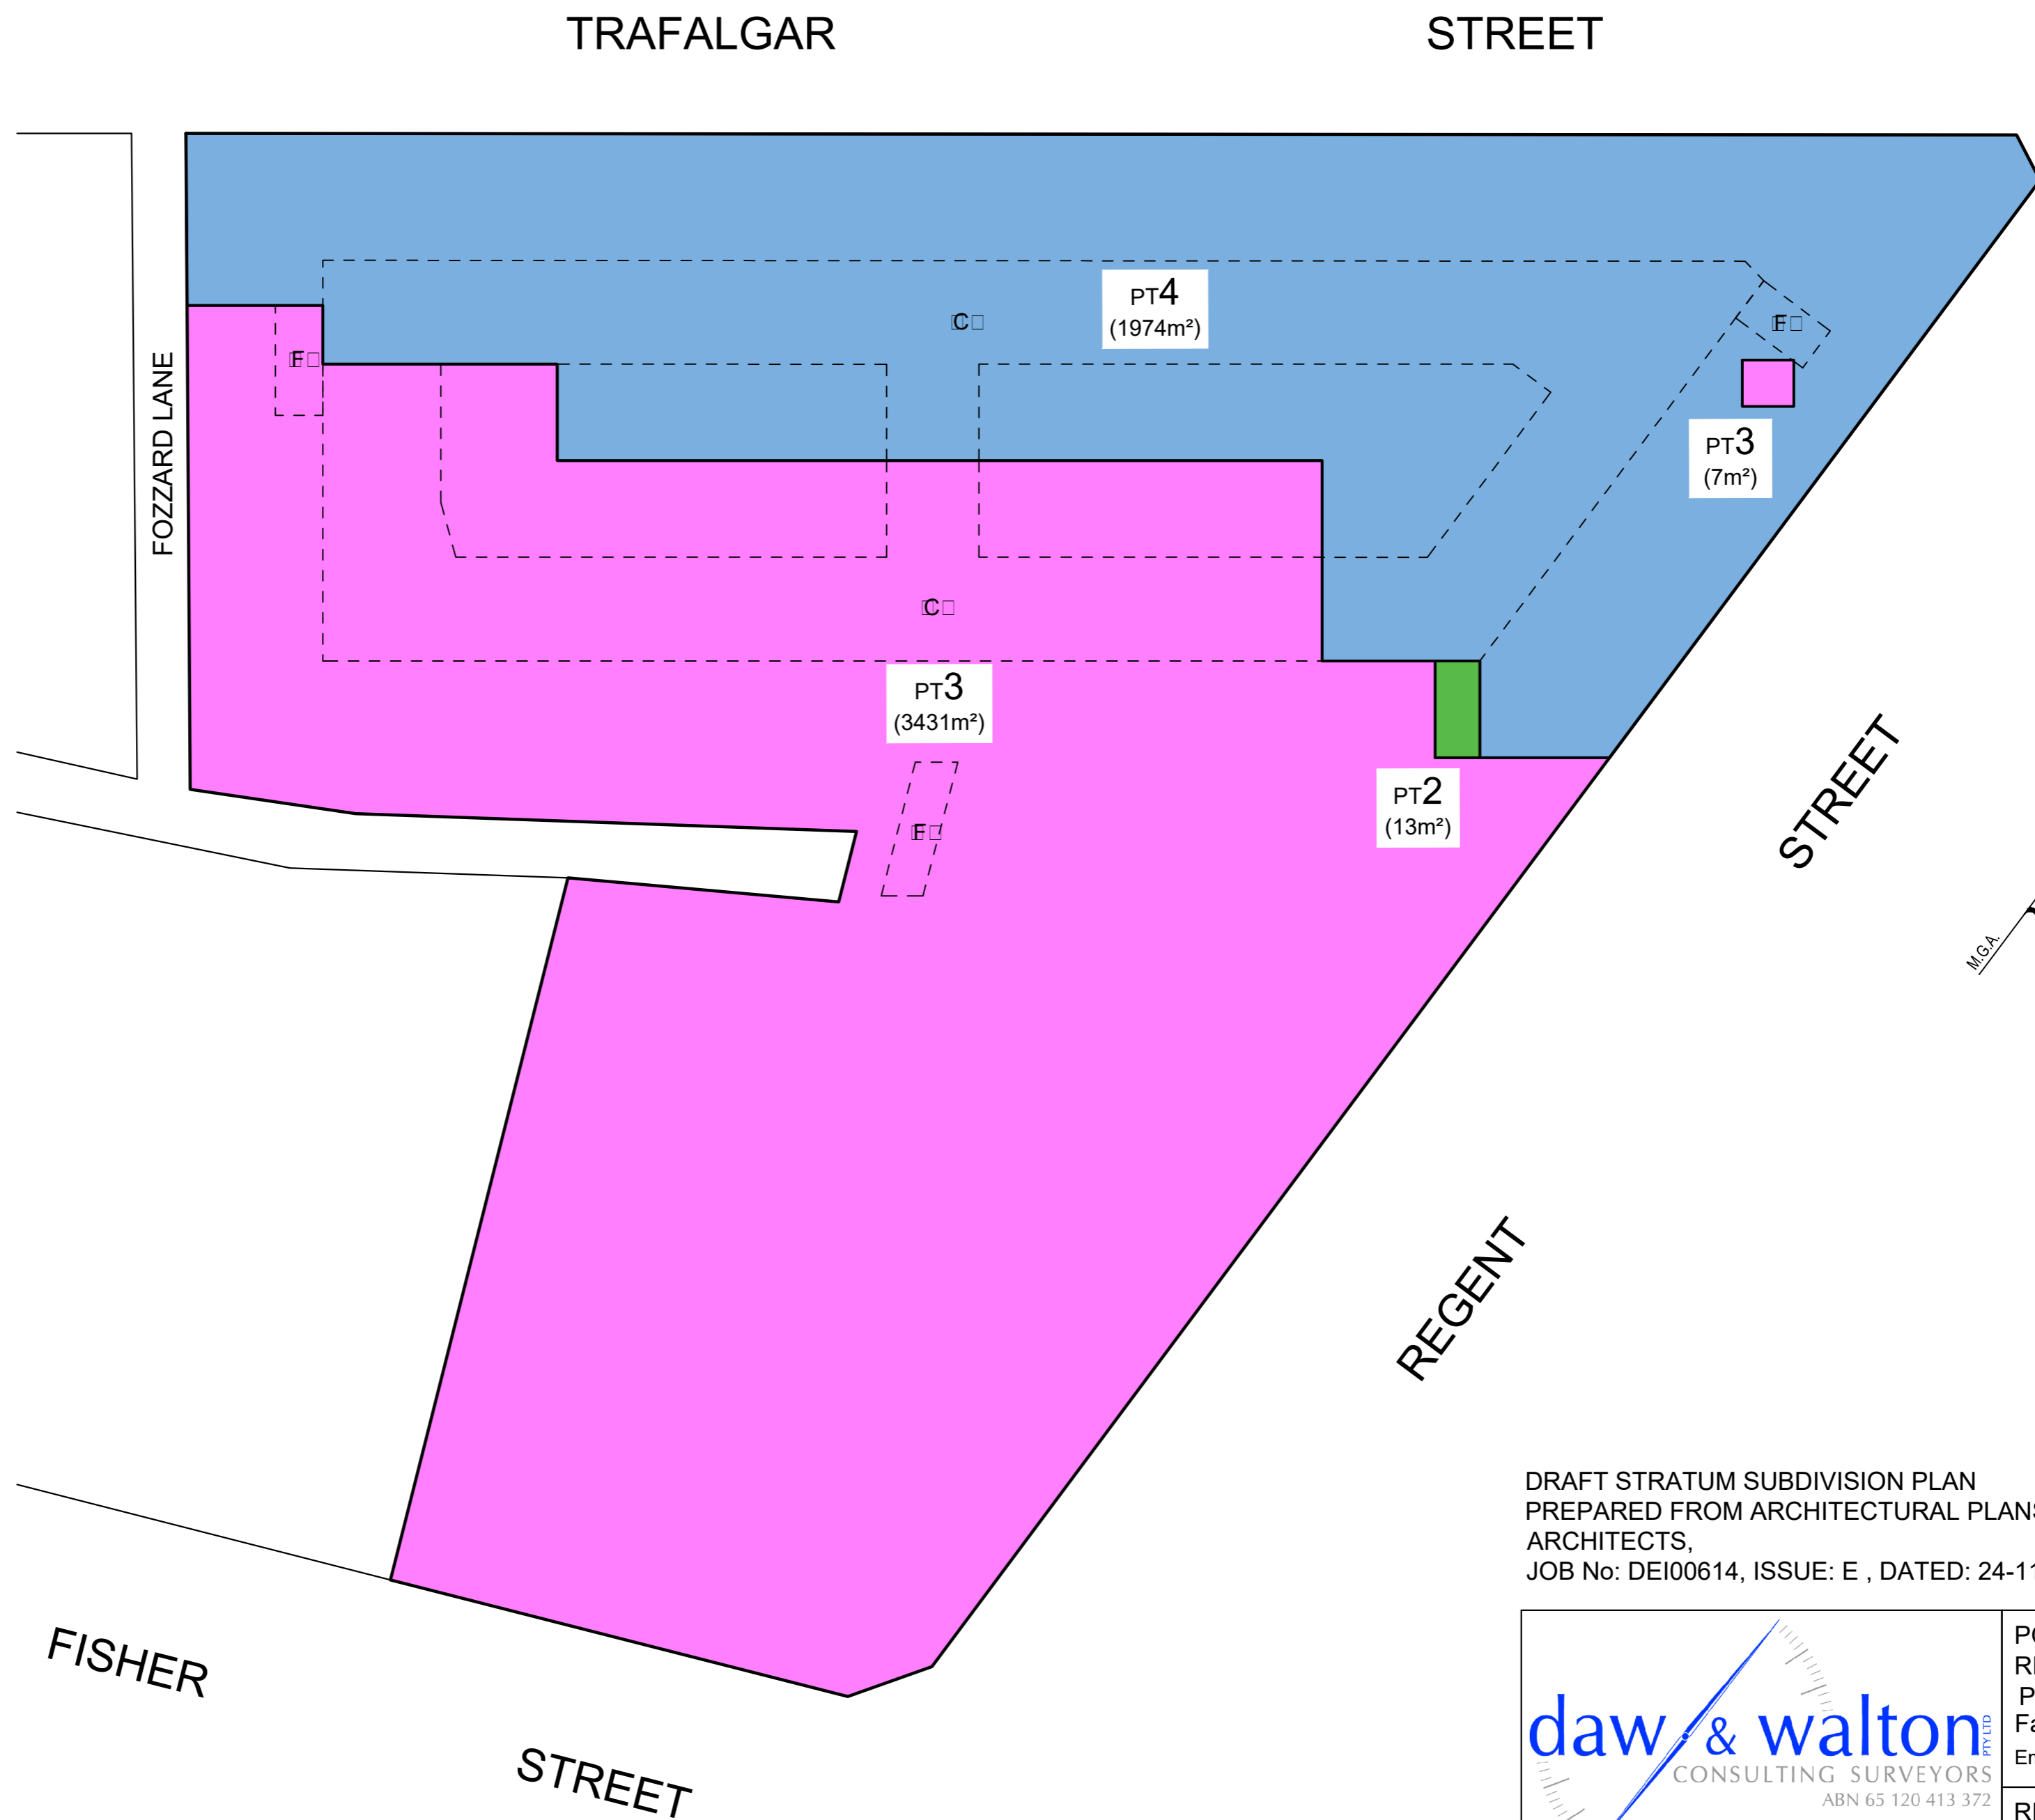 TRAFALGAR STREET
PT4
(1974m²)
C
F
F
FOZZARD LANE
PT3
(7m²)
C
PT3
(3431m²)
PT2
(13m²)
F
STREET
M.G.A.
REGENT
DRAFT STRATUM SUBDIVISION PLAN
PREPARED FROM ARCHITECTURAL
ARCHITECTS,
JOB No: DEI00614, ISSUE: E , DATED: 24-11
FISHER
STREET
daw & walton PTY LTD
CONSULTING SURVEYORS
ABN 65 120 413 372